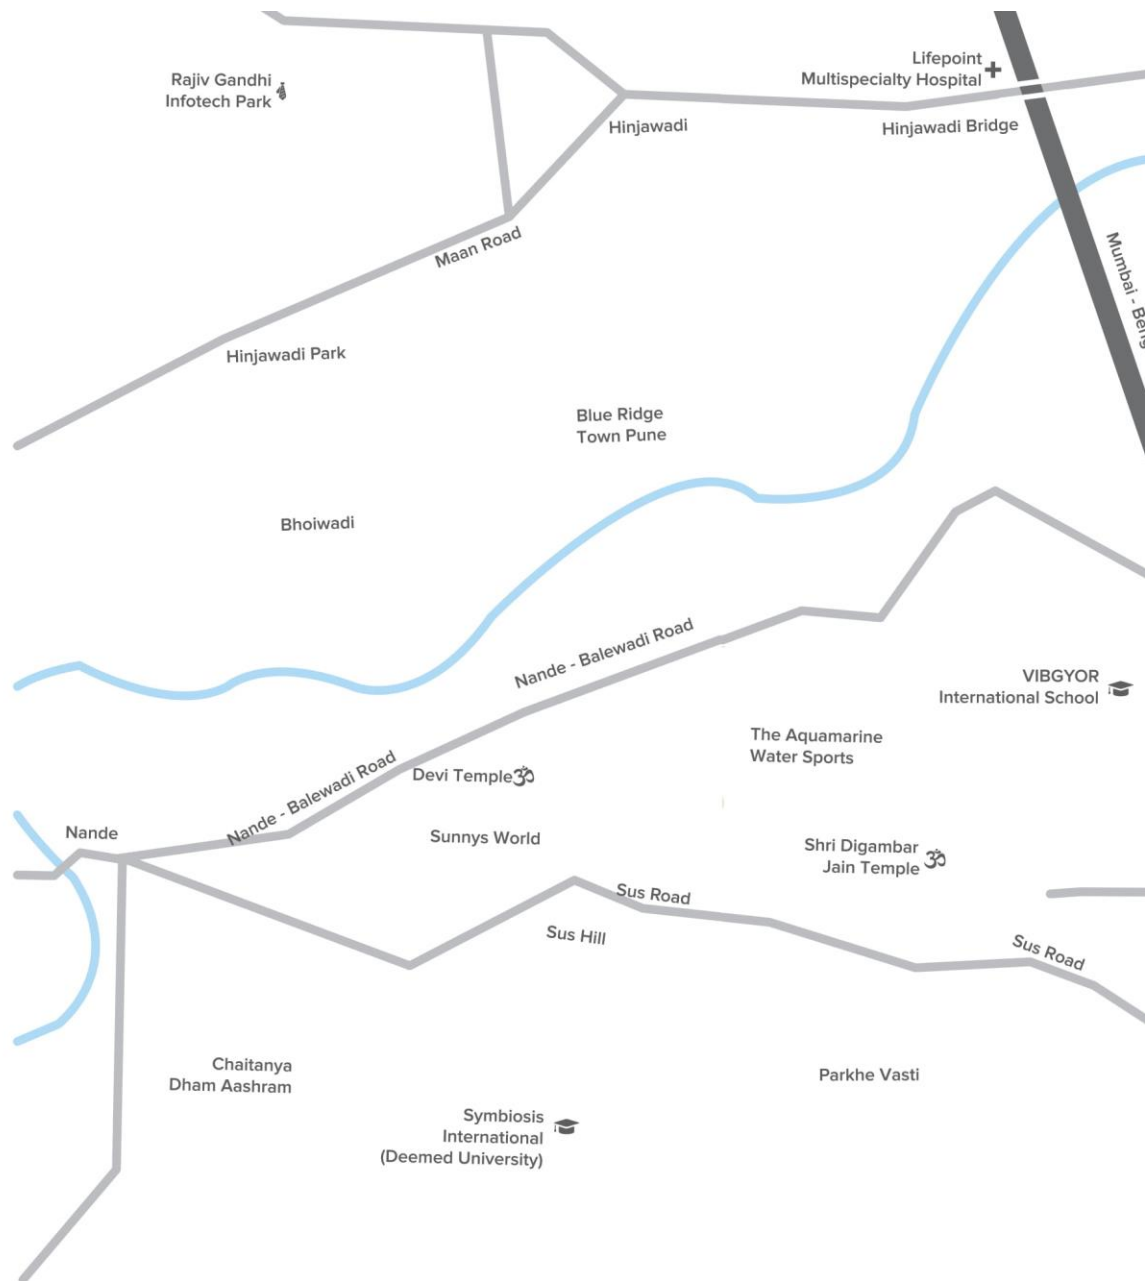 Lifepoint
Multispecialty Hospital
Rajiv Gandhi
Infotech Park
Hinjawadi
Hinjawadi Bridge
Maan Road
Mumbai - Beng
Hinjawadi Park
Blue Ridge
Town Pune
Bhoiwadi
Nande - Balewadi Road
VIBGYOR
International School
The Aquamarine
Water Sports
Nande - Balewadi Road
Devi Temple ॐ
Nande
Sunnys World
Shri Digambar
Jain Temple ॐ
Sus Road
Sus Hill
Sus Road
Chaitanya
Dham Aashram
Parkhe Vasti
Symbiosis
International
(Deemed University)